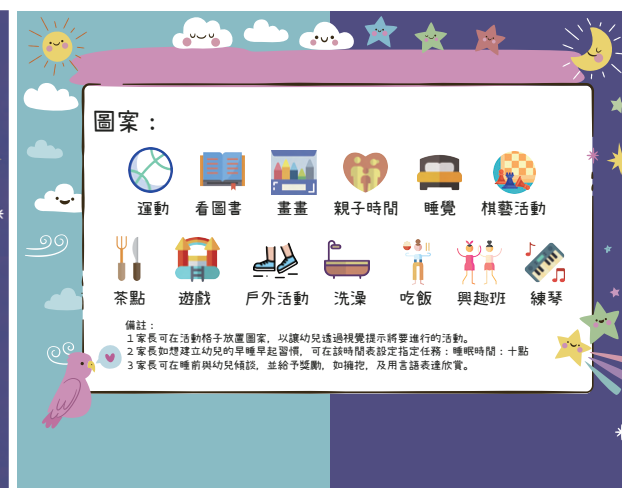 圖案：
運動 看圖書 畫畫 親子時間 睡覺 棋藝活動
茶點 遊戲 戶外活動 洗澡 吃飯 興趣班 練琴
備註：
1 家長可在活動格子放置圖案，以讓幼兒透過視覺提示將要進行的活動。
2 家長如想建立幼兒的早睡早起習慣，可在該時間表設定指定任務：睡眠時間：十點
3 家長可在睡前與幼兒傾談，並給予獎勵，如擁抱，及用言語表達欣賞。